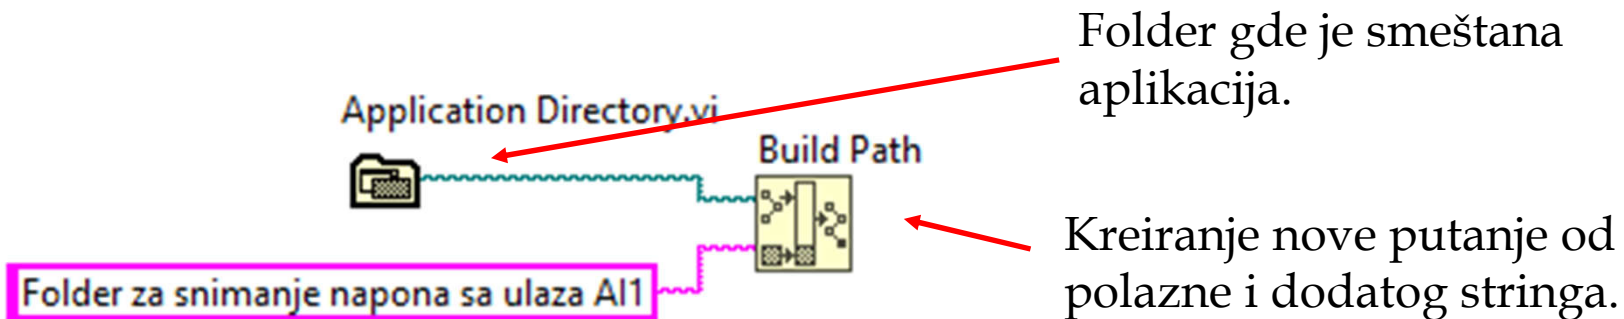 Folder gde je smeštana
aplikacija.
Application Directory.vi
Build Path
Kreiranje nove putanje od
polazne i dodatog stringa.
Folder za snimanje napona sa ulaza AI1